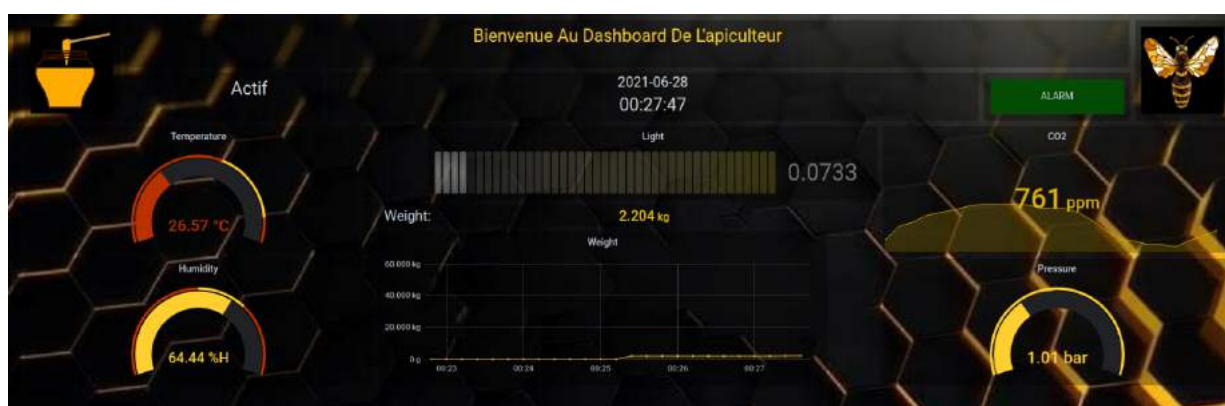 Bienvenue Au Dashboard De L'apiculteur
Actif
2021-06-28
00:27:47
ALARM
Temperature
Light
CO2
26.57 °C
0.0733
761 ppm
Weight:
2.204 kg
Weight
Humidity
60.000 kg
40.000 kg
20.000 kg
0 g
00:23
00:24
00:25
00:26
00:27
64.44 %H
Pressure
1.01 bar